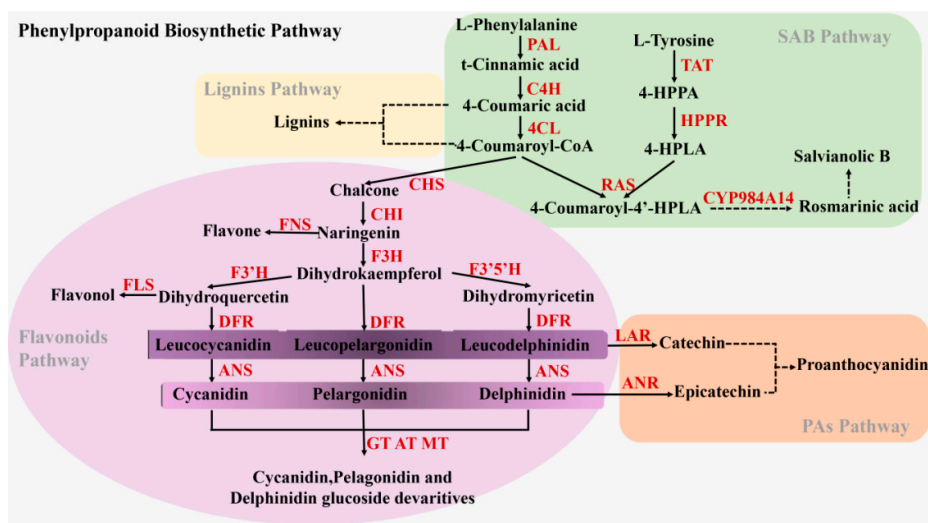 Phenylpropanoid Biosynthetic Pathway
L-Phenylalanine
PAL
t-Cinnamic acid
C4H
4-Coumaric acid
4CL
4-Coumaroyl-CoA
SAB Pathway
L-Tyrosine
TAT
4-HPPA
HPPR
4-HPLA
RAS
4-Coumaroyl-4'-HPLA
CYP984A14
Rosmarinic acid
Salvianolic B
Lignins Pathway
Lignins
CHS
Chalcone
CHI
Naringenin
FNS
Flavone
F3H
Dihydrokaempferol
F3'H
F3'5'H
Dihydroquercetin
FLS
Flavonol
Dihydromyricetin
Flavonoids
Pathway
DFR
DFR
DFR
Leucocycanidin
Leucopelargonidin
Leucodelphinidin
ANS
ANS
ANS
Cycanidin
Pelargonidin
Delphinidin
GT AT MT
Cycanidin,Pelagonidin and
Delphinidin glucoside devaritives
LAR
Catechin
Proanthocyanidin
ANR
Epicatechin
PAs Pathway